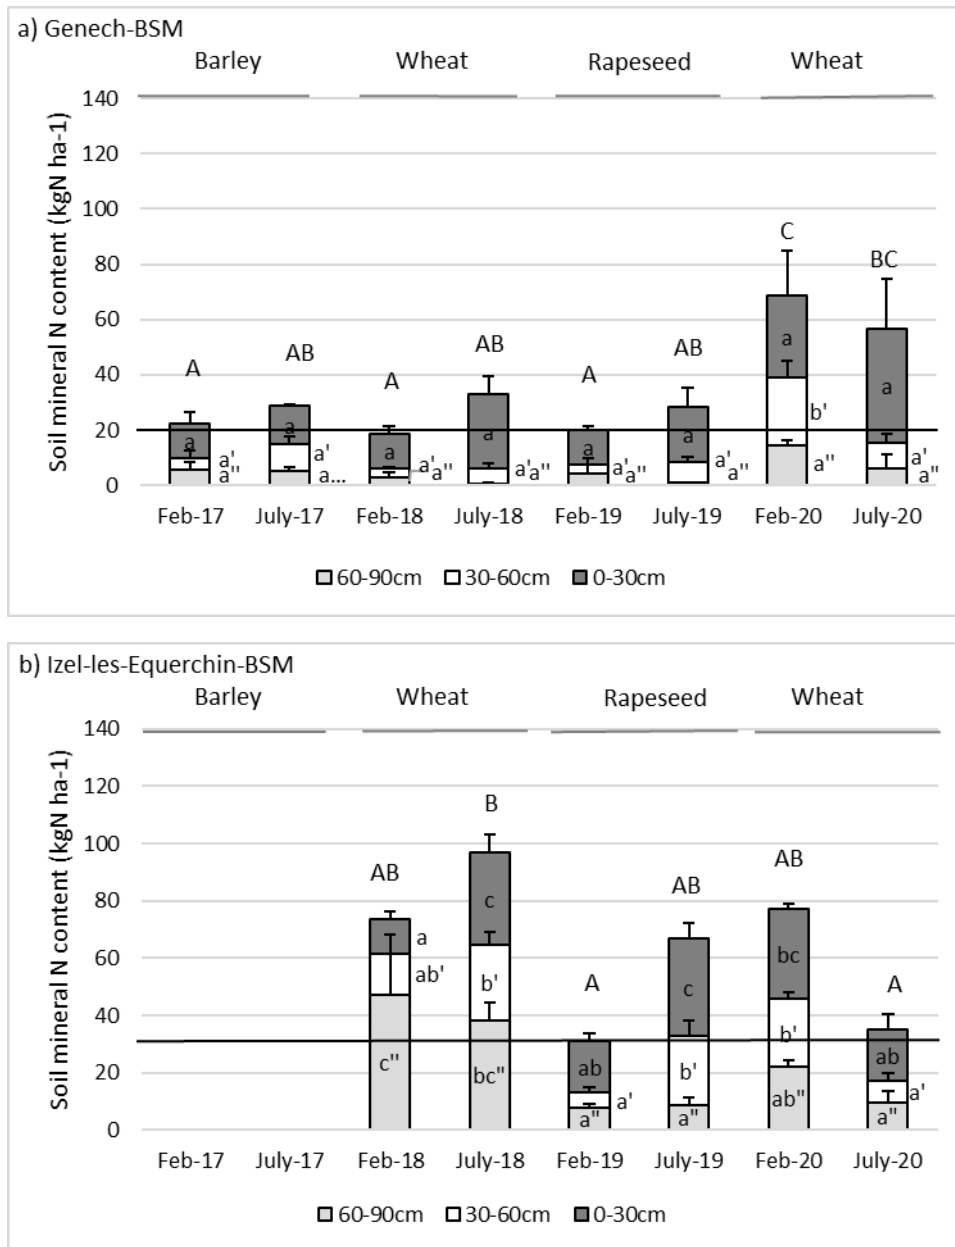 a) Genech-BSM
Barley Wheat Rapeseed Wheat
Soil mineral N content (kgN ha-1)
140
120
100
80
60
40
20
0
A AB A AB A AB C BC
a a a a a a a a
a' a' a' a' a' a' b' a'
a" a... a" a" a" a" a" a"
Feb-17 July-17 Feb-18 July-18 Feb-19 July-19 Feb-20 July-20
60-90cm 30-60cm 0-30cm
b) Izel-les-Equerchin-BSM
Barley Wheat Rapeseed Wheat
Soil mineral N content (kgN ha-1)
140
120
100
80
60
40
20
0
AB B A AB AB A
a c ab c bc ab
ab' b' a' b' b' a'
c" bc" a" a" ab" a"
Feb-17 July-17 Feb-18 July-18 Feb-19 July-19 Feb-20 July-20
60-90cm 30-60cm 0-30cm